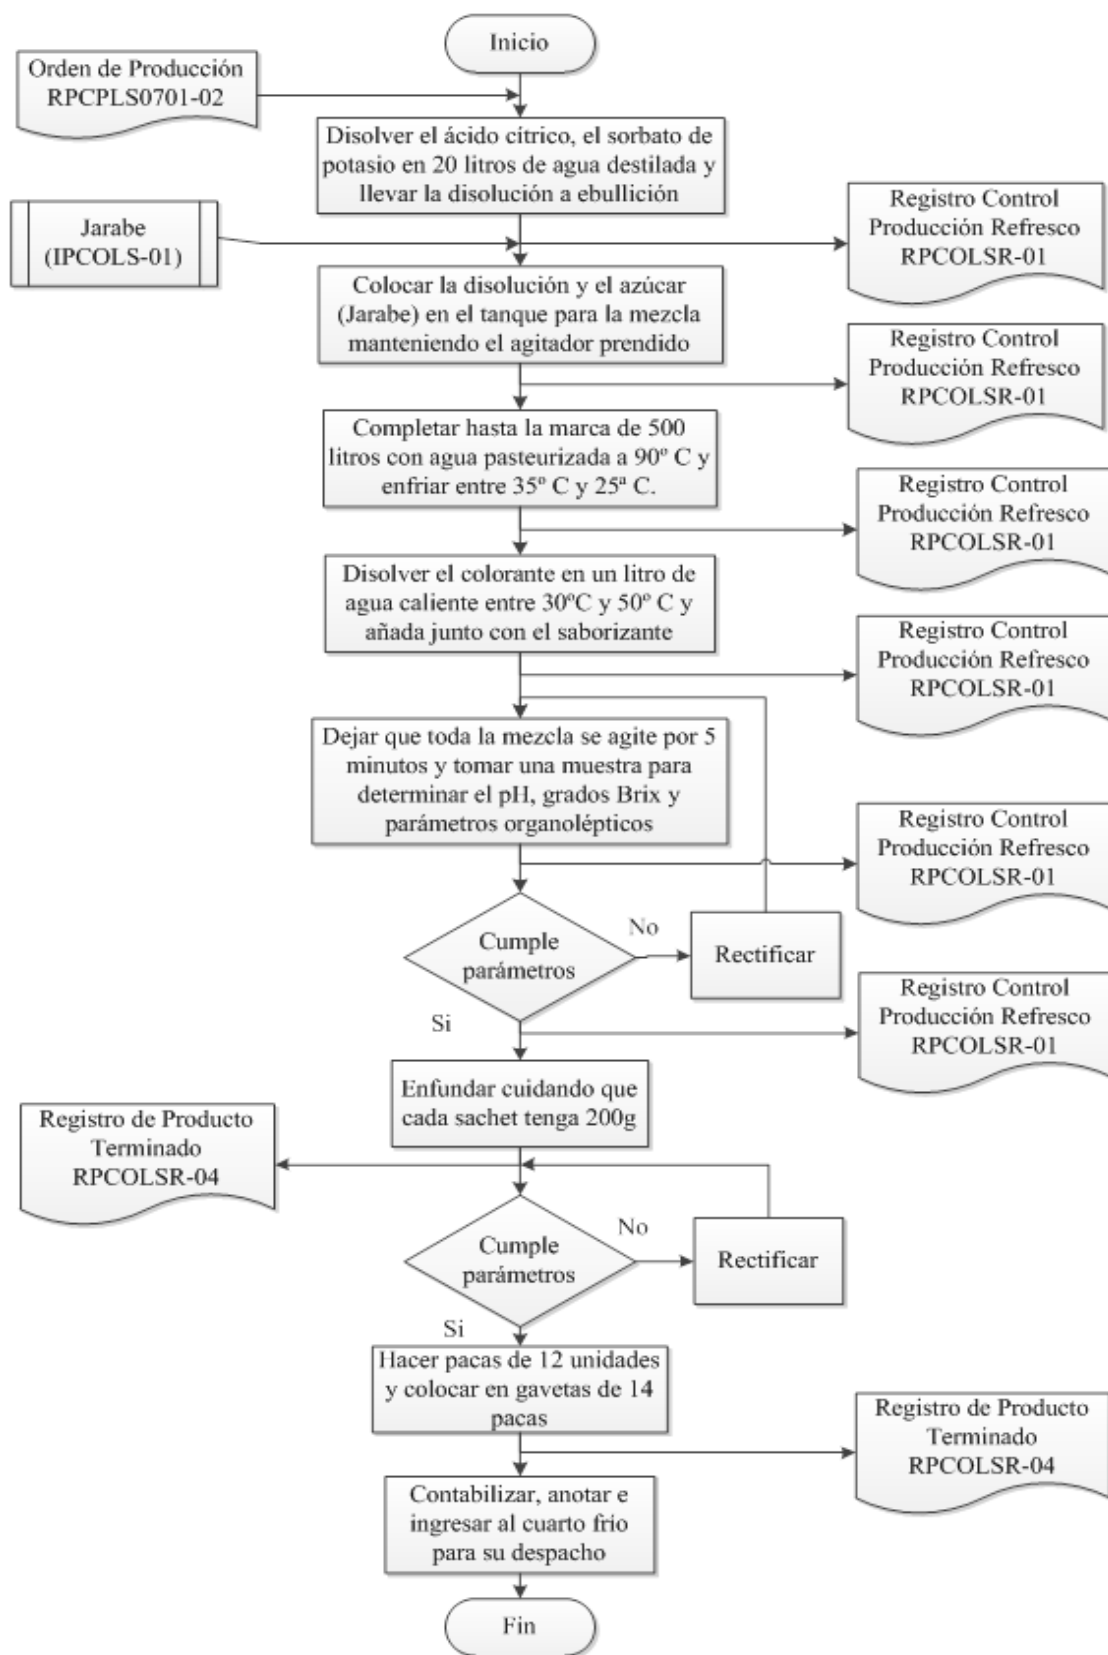 Inicio
Orden de Producción
RPCPLS0701-02
Disolver el ácido cítrico, el sorbato de
potasio en 20 litros de agua destilada y
llevar la disolución a ebullición
Jarabe
(IPCOLS-01)
Registro Control
Producción Refresco
RPCOLSR-01
Colocar la disolución y el azúcar
(Jarabe) en el tanque para la mezcla
manteniendo el agitador prendido
Registro Control
Producción Refresco
RPCOLSR-01
Completar hasta la marca de 500
litros con agua pasteurizada a 90º C y
enfriar entre 35º C y 25ª C.
Registro Control
Producción Refresco
RPCOLSR-01
Disolver el colorante en un litro de
agua caliente entre 30ºC y 50º C y
añada junto con el saborizante
Registro Control
Producción Refresco
RPCOLSR-01
Dejar que toda la mezcla se agite por 5
minutos y tomar una muestra para
determinar el pH, grados Brix y
parámetros organolépticos
Registro Control
Producción Refresco
RPCOLSR-01
Cumple
parámetros
No
Rectificar
Si
Registro Control
Producción Refresco
RPCOLSR-01
Enfundar cuidando que
cada sachet tenga 200g
Registro de Producto
Terminado
RPCOLSR-04
Cumple
parámetros
No
Rectificar
Si
Hacer pacas de 12 unidades
y colocar en gavetas de 14
pacas
Registro de Producto
Terminado
RPCOLSR-04
Contabilizar, anotar e
ingresar al cuarto frio
para su despacho
Fin